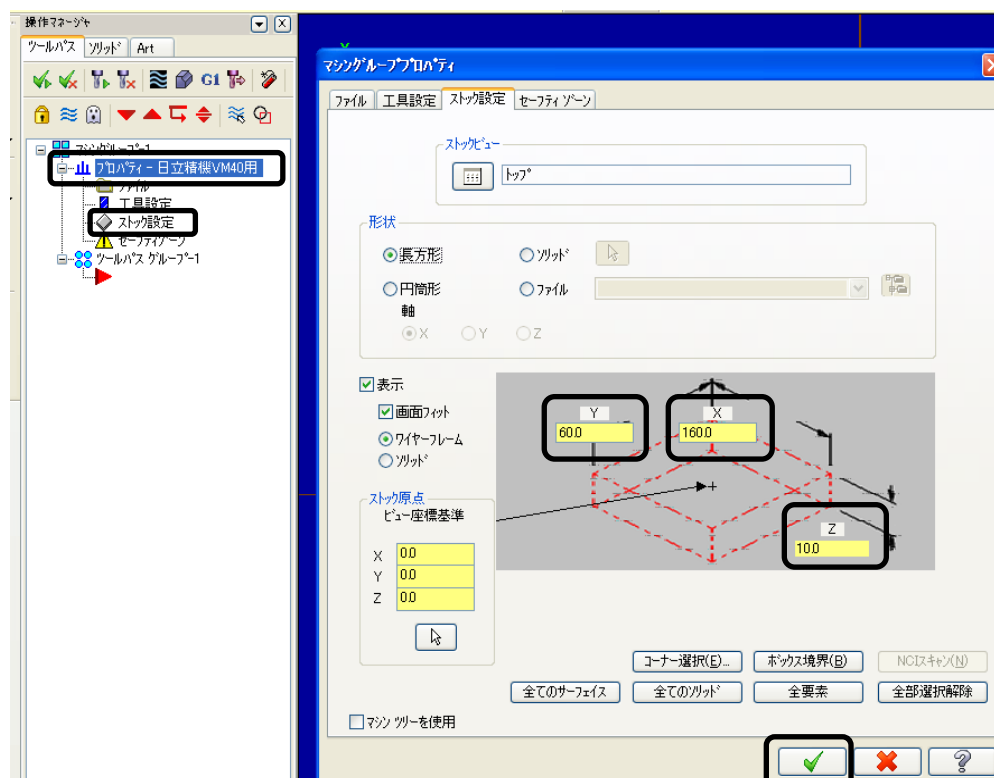 操作マネージャ
ツールパス ソリッド Art
G1
マシングループ-1
プロパティ - 日立精機VM40用
ファイル
工具設定
ストック設定
セーフティゾーン
ツールパス グループ-1
マシングループプロパティ
ファイル 工具設定 ストック設定 セーフティ ゾーン
ストックビュー
トップ
形状
長方形 ソリッド
円筒形 ファイル
軸
X Y Z
表示
画面フィット
ワイヤーフレーム
ソリッド
Y X
60.0 160.0
Z
10.0
ストック原点
ビュー座標基準
X 0.0
Y 0.0
Z 0.0
コーナー選択(E)... ボックス境界(B) NCIスキャン(N)
全てのサーフェイス 全てのソリッド 全要素 全部選択解除
マシン ツリーを使用